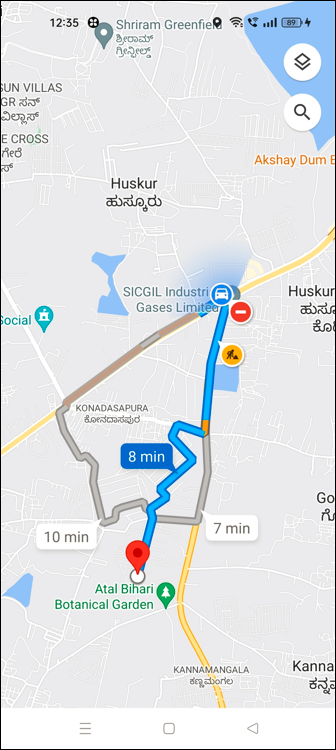 12:35
89
Shriram Greenfield
ಶ್ರೀರಾಮ್
ಗ್ರೀನ್ಫೀಲ್ಡ್
SUN VILLAS
GR ಸನ್
ವಿಲ್ಲಾಸ್
E CROSS
ಗೇರೆ
Akshay Dum B
Huskur
ಹುಸ್ಕೂರು
SICGIL Industri
Gases Limited
Huskur
ಹುಸ್ಕೂ
ಕೊಡಿ
Social
KONADASAPURA
ಕೋನದಾಸಪುರ
8 min
10 min
7 min
Go
ಗೊ
Atal Bihari
Botanical Garden
KANNAMANGALA
ಕಣ್ಣಮಂಗಲ
Kanna
ಕನ್ನ